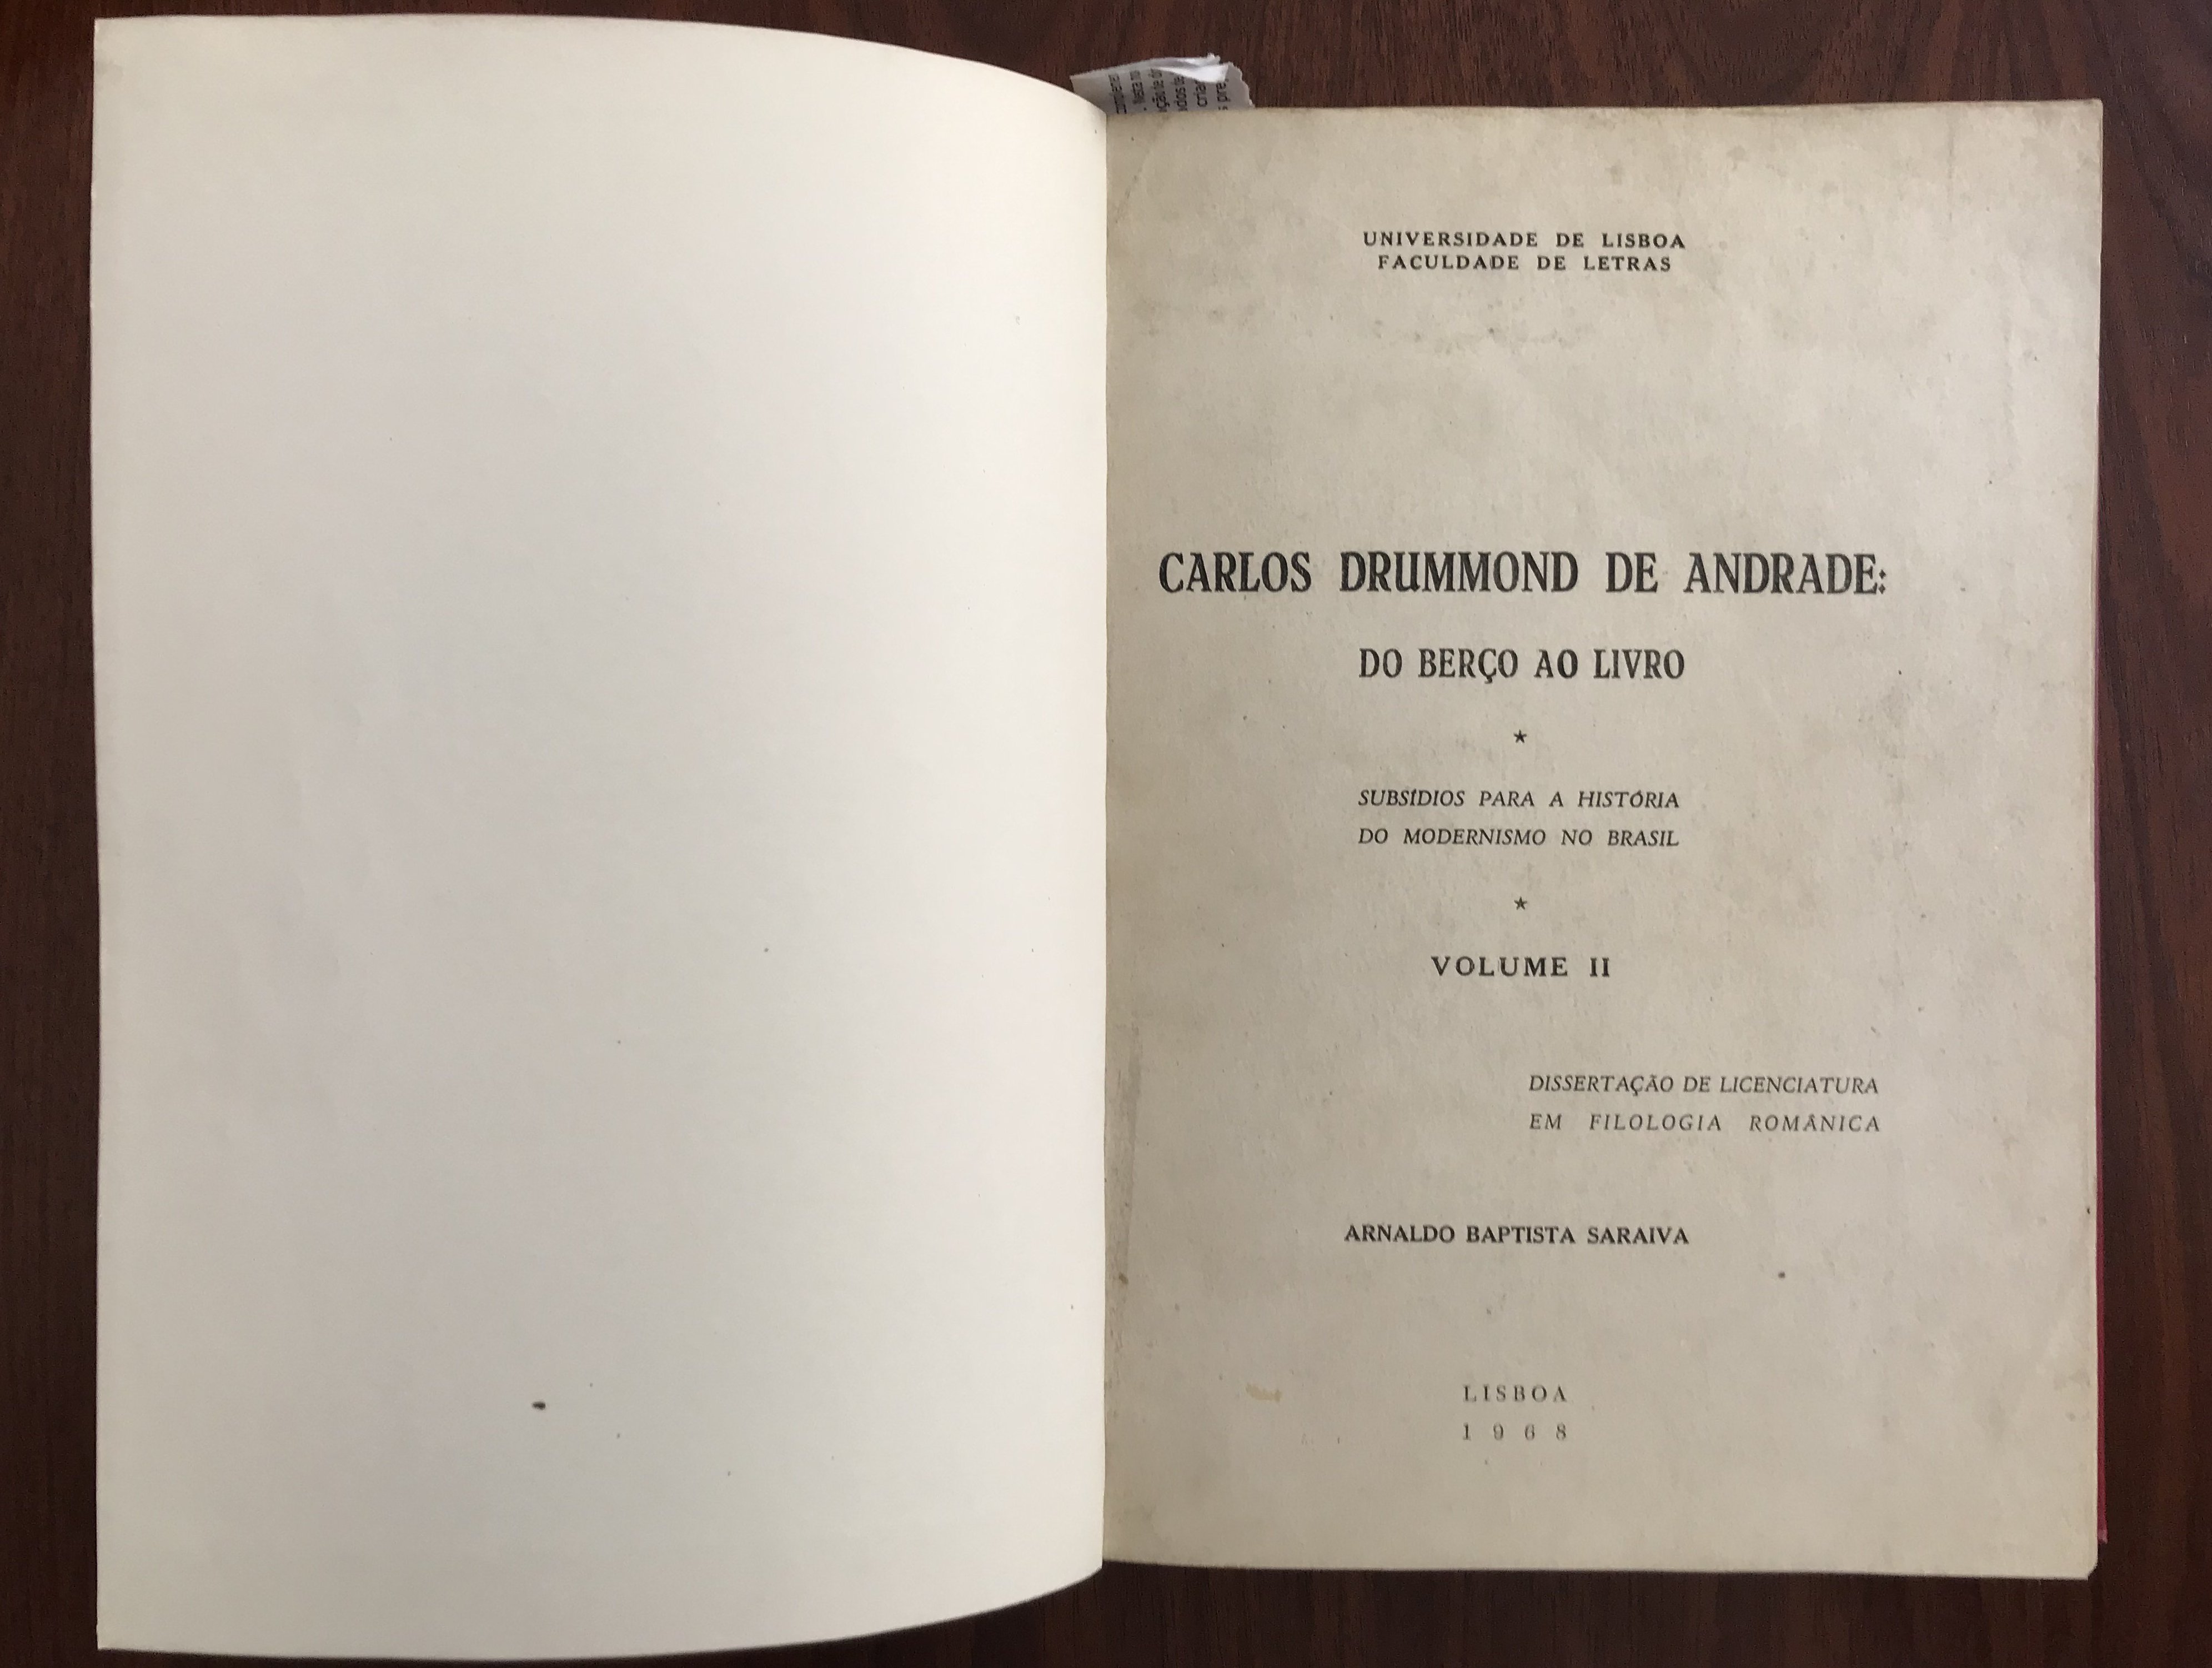 UNIVERSIDADE DE LISBOA
FACULDADE DE LETRAS
CARLOS DRUMMOND DE ANDRADE:
DO BERÇO AO LIVRO
★
SUBSÍDIOS PARA A HISTÓRIA
DO MODERNISMO NO BRASIL
★
VOLUME II
DISSERTAÇÃO DE LICENCIATURA
EM FILOLOGIA ROMÂNICA
ARNALDO BAPTISTA SARAIVA
LISBOA
1968